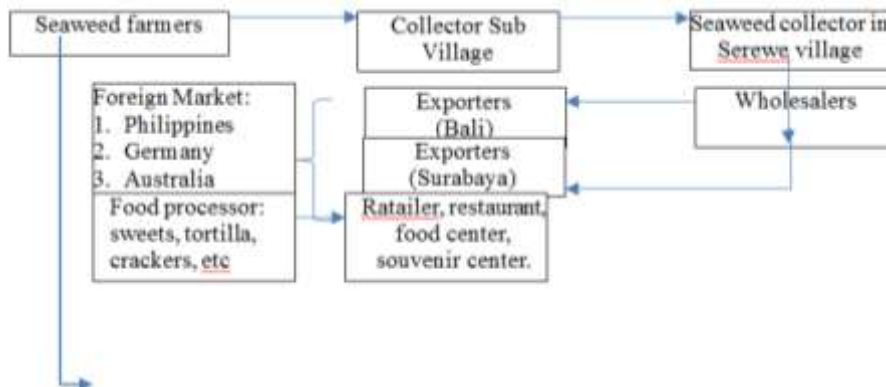 Seaweed farmers
Collector Sub
Village
Seaweed collector in
Serewe village
Foreign Market:
1. Philippines
2. Germany
3. Australia
Exporters
(Bali)
Wholesalers
Exporters
(Surabaya)
Food processor:
sweets, tortilla,
crackers, etc
Ratailer, restaurant,
food center,
souvenir center.